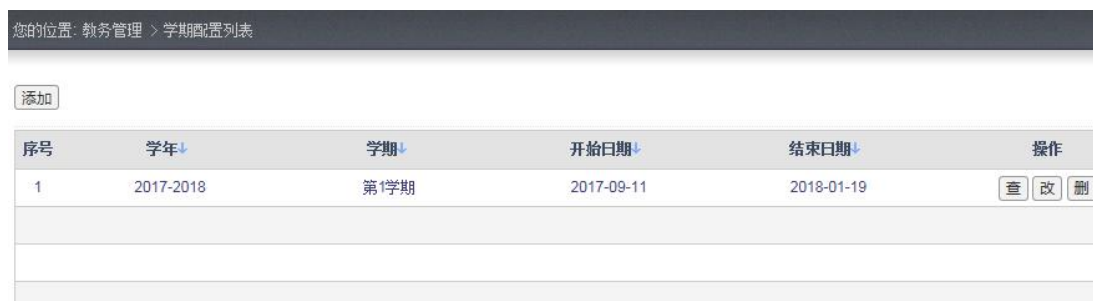 您的位置: 教务管理 > 学期配置列表
添加
序号 学年↓ 学期↓ 开始日期↓ 结束日期↓ 操作
1 2017-2018 第1学期 2017-09-11 2018-01-19 查 改 删